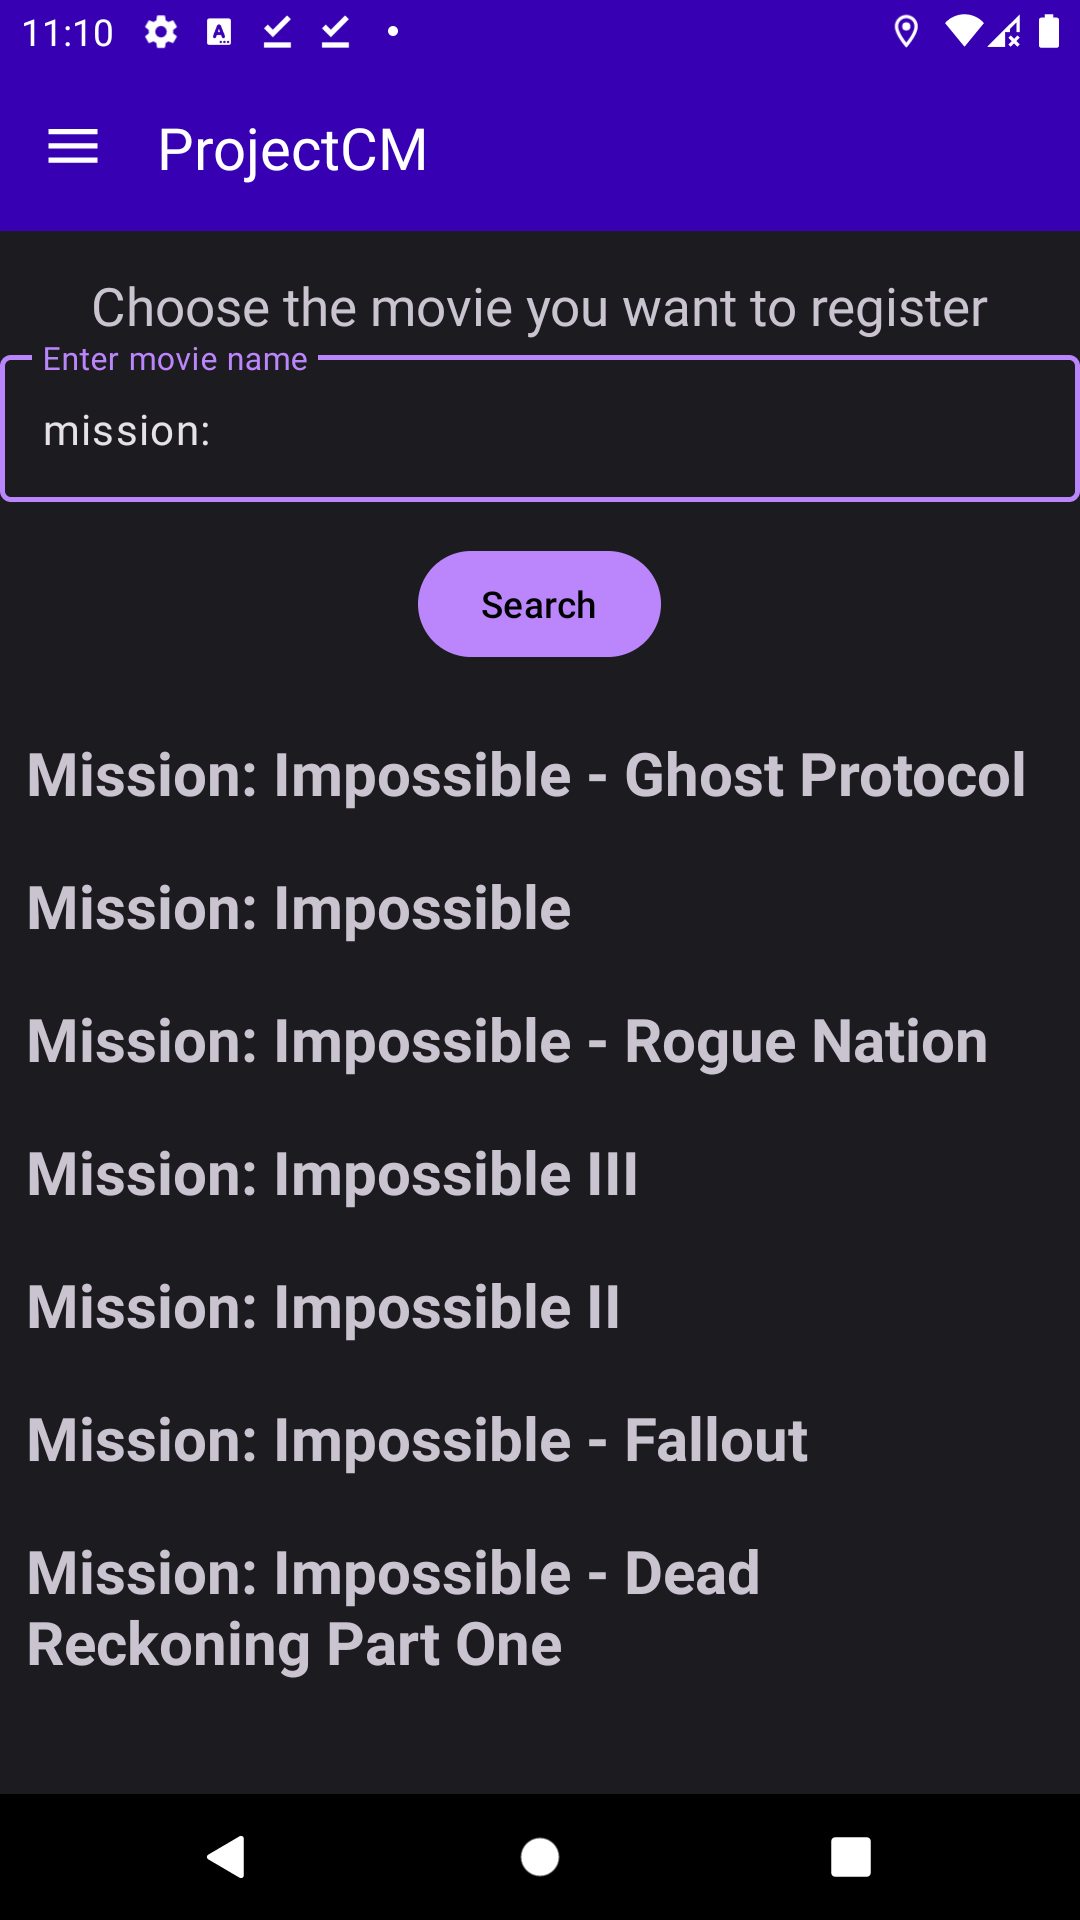 11:10
ProjectCM
Choose the movie you want to register
Enter movie name
mission:
Search
Mission: Impossible - Ghost Protocol
Mission: Impossible
Mission: Impossible - Rogue Nation
Mission: Impossible III
Mission: Impossible II
Mission: Impossible - Fallout
Mission: Impossible - Dead
Reckoning Part One